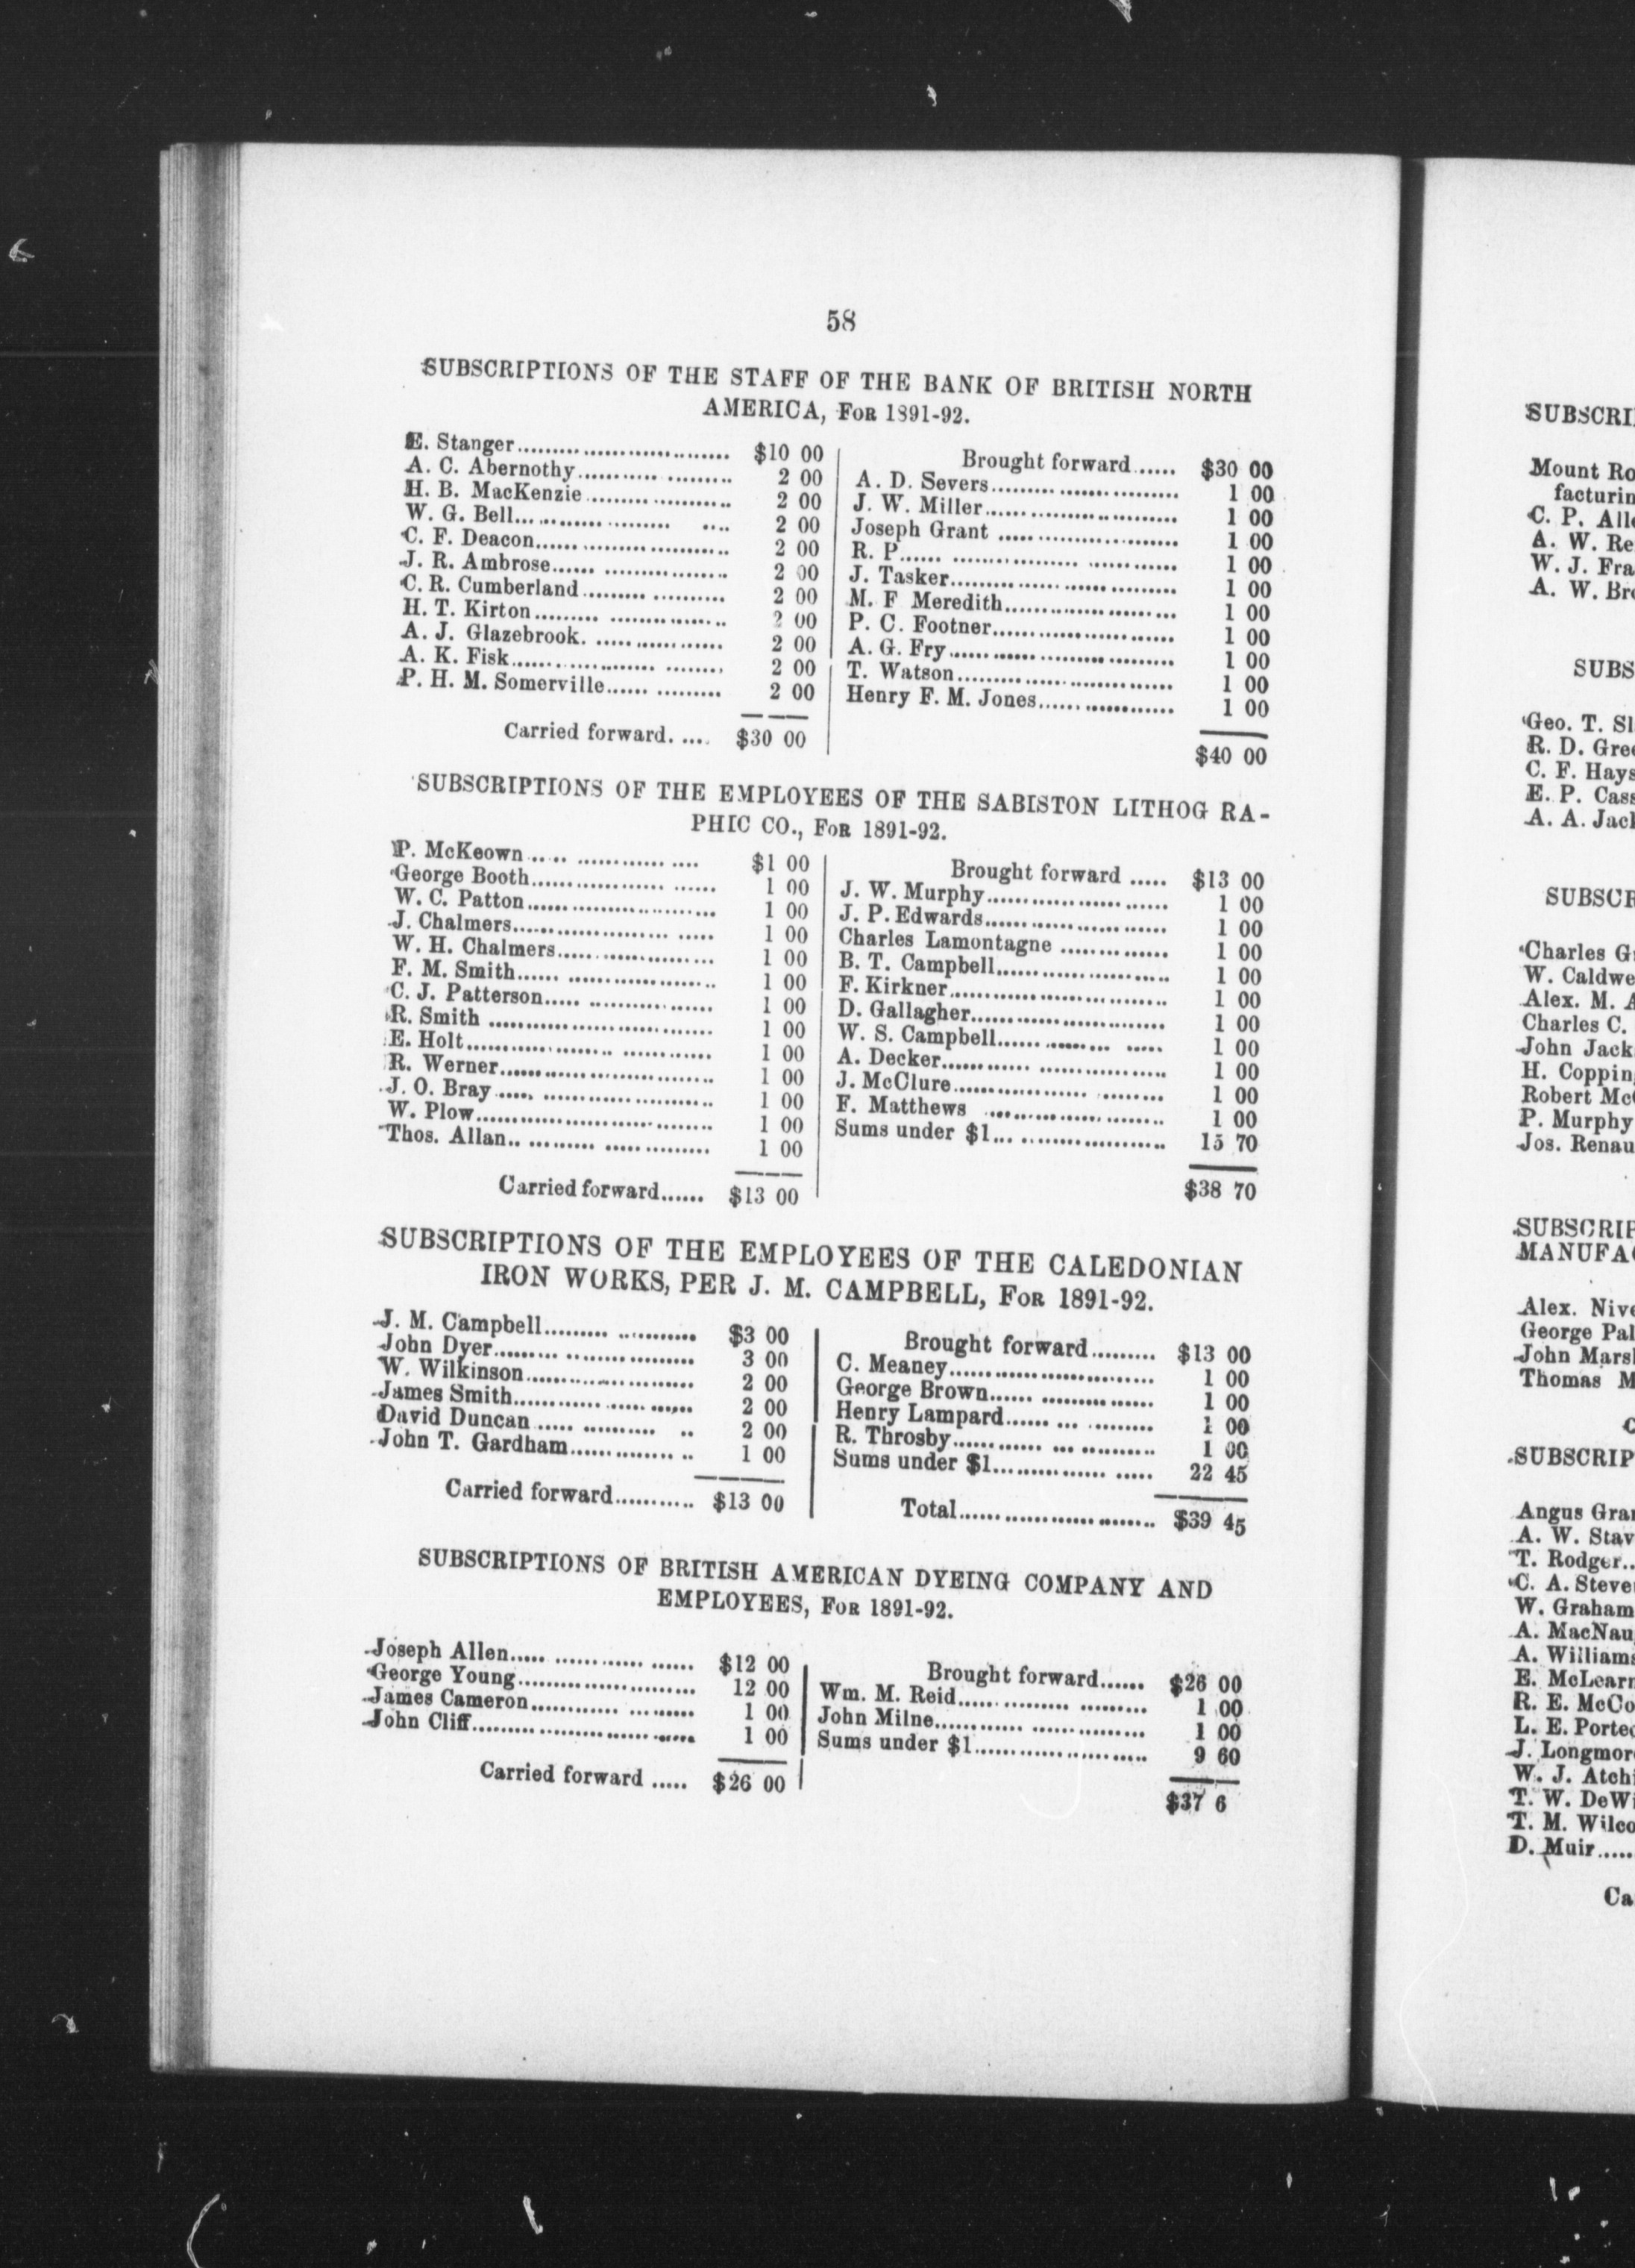 58
SUBSCRIPTIONS OF THE STAFF OF THE BANK OF BRITISH NORTH
AMERICA, FOR 1891-92.
E. Stanger.............................. $10 00
A. C. Abernothy.................... 2 00
H. B. MacKenzie.................... 2 00
W. G. Bell.............................. 2 00
C. F. Deacon.......................... 2 00
J. R. Ambrose........................ 2 00
C. R. Cumberland.................. 2 00
H. T. Kirton............................ 2 00
A. J. Glazebrook.................... 2 00
A. K. Fisk................................ 2 00
P. H. M. Somerville................ 2 00
Carried forward..... $30 00
Brought forward...... $30 00
A. D. Severs.......................... 1 00
J. W. Miller............................ 1 00
Joseph Grant........................ 1 00
R. P........................................ 1 00
J. Tasker................................ 1 00
M. F Meredith........................ 1 00
P. C. Footner.......................... 1 00
A. G. Fry................................ 1 00
T. Watson.............................. 1 00
Henry F. M. Jones.................. 1 00
$40 00
SUBSCRIPTIONS OF THE EMPLOYEES OF THE SABISTON LITHOG RA-
PHIC CO., FOR 1891-92.
P. McKeown.......................... $1 00
George Booth........................ 1 00
W. C. Patton.......................... 1 00
J. Chalmers............................ 1 00
W. H. Chalmers...................... 1 00
F. M. Smith............................ 1 00
C. J. Patterson........................ 1 00
R. Smith................................ 1 00
E. Holt.................................... 1 00
R. Werner.............................. 1 00
J. O. Bray.............................. 1 00
W. Plow.................................. 1 00
Thos. Allan............................ 1 00
Carried forward...... $13 00
Brought forward ..... $13 00
J. W. Murphy.......................... 1 00
J. P. Edwards........................ 1 00
Charles Lamontagne ............ 1 00
B. T. Campbell...................... 1 00
F. Kirkner.............................. 1 00
D. Gallagher.......................... 1 00
W. S. Campbell...................... 1 00
A. Decker.............................. 1 00
J. McClure............................ 1 00
F. Matthews .......................... 1 00
Sums under $1...................... 15 70
$38 70
SUBSCRIPTIONS OF THE EMPLOYEES OF THE CALEDONIAN
IRON WORKS, PER J. M. CAMPBELL, FOR 1891-92.
J. M. Campbell...................... $3 00
John Dyer.............................. 3 00
W. Wilkinson.......................... 2 00
James Smith.......................... 2 00
David Duncan ...................... 2 00
John T. Gardham.................... 1 00
Carried forward........... $13 00
Brought forward......... $13 00
C. Meaney.............................. 1 00
George Brown........................ 1 00
Henry Lampard...................... 1 00
R. Throsby.............................. 1 00
Sums under $1...................... 22 45
Total............................ $39 45
SUBSCRIPTIONS OF BRITISH AMERICAN DYEING COMPANY AND
EMPLOYEES, FOR 1891-92.
Joseph Allen.......................... $12 00
George Young........................ 12 00
James Cameron...................... 1 00
John Cliff................................ 1 00
Carried forward ..... $26 00
Brought forward...... $26 00
Wm. M. Reid.......................... 1 00
John Milne............................ 1 00
Sums under $1...................... 9 60
$37 6
SUBSCRI
Mount Ro
facturin
C. P. All
A. W. Re
W. J. Fra
A. W. Br
SUBS
Geo. T. Sl
R. D. Gre
C. F. Hays
E. P. Cass
A. A. Jacl
SUBSCR
Charles G
W. Caldwe
Alex. M. A
Charles C.
John Jack
H. Coppin
Robert Mc
P. Murphy
Jos. Renau
SUBSCRIP
MANUFA
Alex. Nive
George Pal
John Mars
Thomas M
SUBSCRIP
Angus Gra
A. W. Stav
T. Rodger..
C. A. Steve
W. Graham
A. MacNau
A. Williams
E. McLearn
R. E. McCo
L. E. Porte
J. Longmor
W. J. Atch
T. W. DeWi
T. M. Wilco
D. Muir.....
Ca